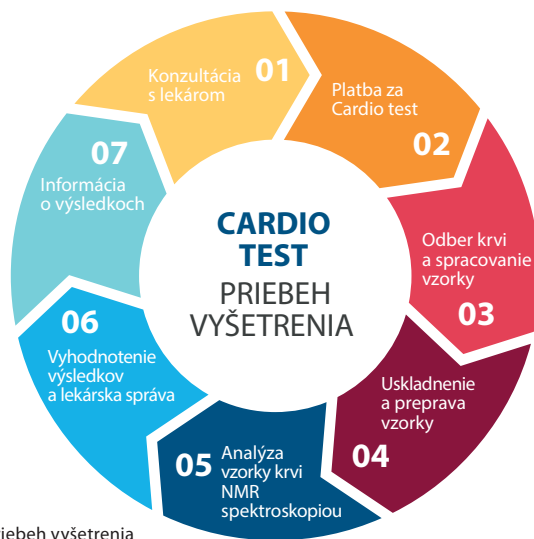 CARDIO
TEST
PRIEBEH
VYŠETRENIA
01
Konzultácia
s lekárom
Platba za
Cardio test
02
Odber krvi
a spracovanie
vzorky
03
Uskladnenie
a preprava
vzorky
04
05
Analýza
vzorky krvi
NMR
spektroskopiou
06
Vyhodnotenie
výsledkov
a lekárska správa
07
Informácia
o výsledkoch
vyšetrenia